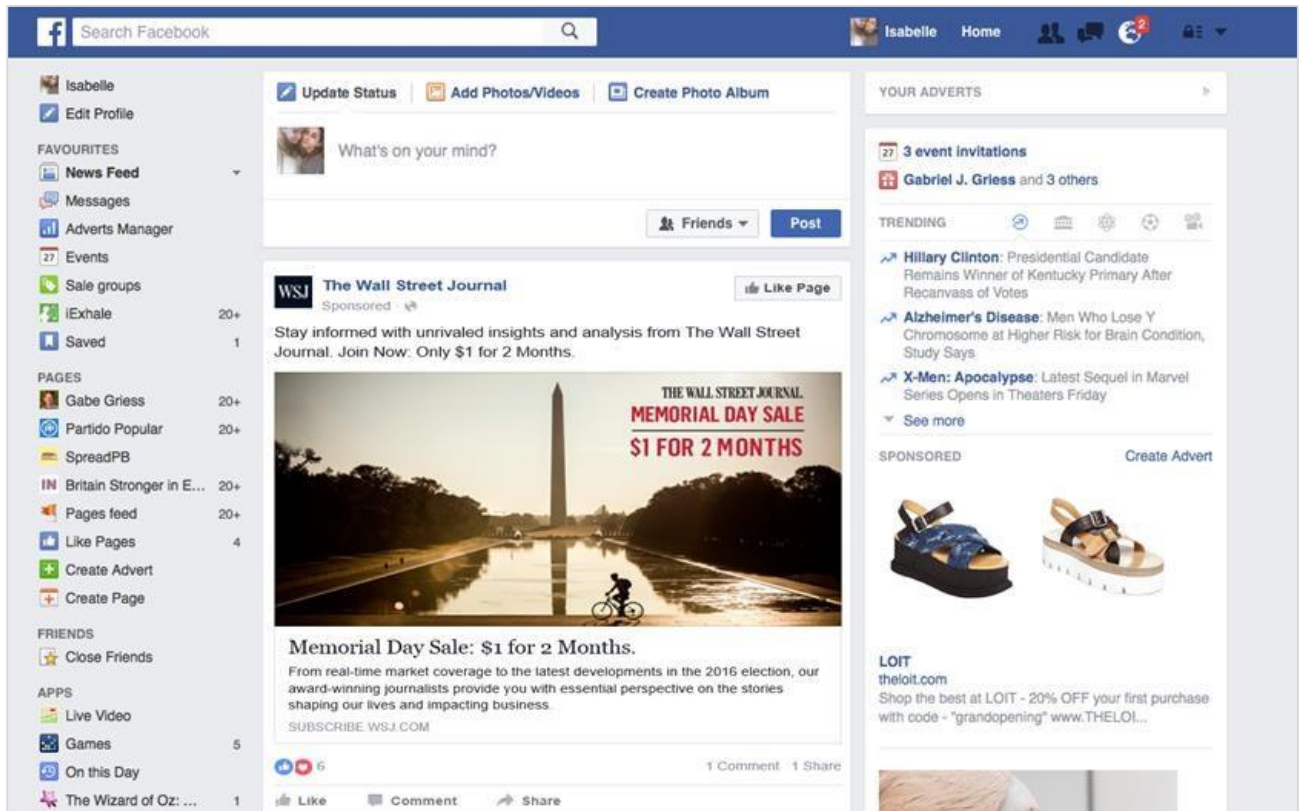 Search Facebook
Isabelle
Home
2
Isabelle
Edit Profile
FAVOURITES
News Feed
Messages
Adverts Manager
27 Events
Sale groups
iExhale 20+
Saved 1
PAGES
Gabe Griess 20+
Partido Popular 20+
SpreadPB
IN Britain Stronger in E... 20+
Pages feed 20+
Like Pages 4
Create Advert
Create Page
FRIENDS
Close Friends
APPS
Live Video
Games 5
On this Day
The Wizard of Oz: ... 1
Update Status
Add Photos/Videos
Create Photo Album
What's on your mind?
Friends
Post
WSJ
The Wall Street Journal
Sponsored ·
Like Page
Stay informed with unrivaled insights and analysis from The Wall Street
Journal. Join Now: Only $1 for 2 Months.
THE WALL STREET JOURNAL.
MEMORIAL DAY SALE
$1 FOR 2 MONTHS
Memorial Day Sale: $1 for 2 Months.
From real-time market coverage to the latest developments in the 2016 election, our
award-winning journalists provide you with essential perspective on the stories
shaping our lives and impacting business.
SUBSCRIBE.WSJ.COM
6
1 Comment 1 Share
Like
Comment
Share
YOUR ADVERTS
27 3 event invitations
Gabriel J. Griess and 3 others
TRENDING
Hillary Clinton: Presidential Candidate
Remains Winner of Kentucky Primary After
Recanvass of Votes
Alzheimer's Disease: Men Who Lose Y
Chromosome at Higher Risk for Brain Condition,
Study Says
X-Men: Apocalypse: Latest Sequel in Marvel
Series Opens in Theaters Friday
See more
SPONSORED
Create Advert
LOIT
theloit.com
Shop the best at LOIT - 20% OFF your first purchase
with code - "grandopening" www.THELOI...